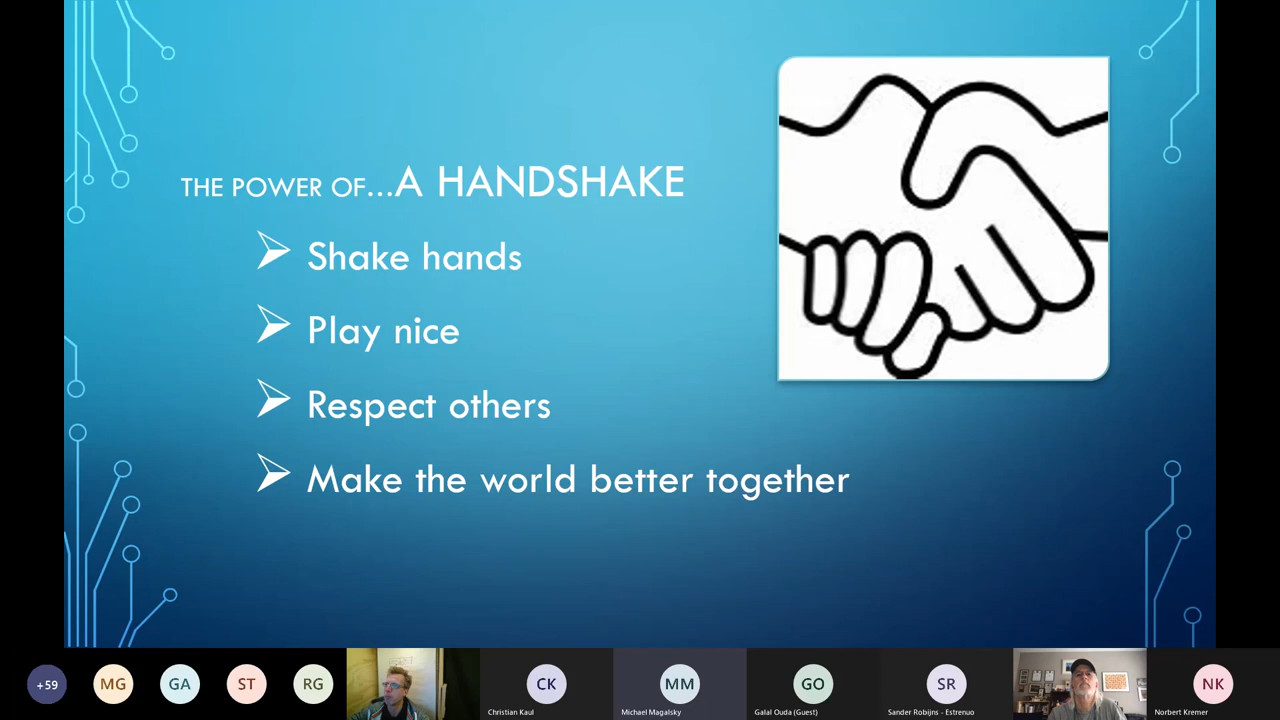 THE POWER OF...A HANDSHAKE
Shake hands
Play nice
Respect others
Make the world better together
+59
MG
GA
ST
RG
CK
MM
GO
SR
NK
Christian Kaul
Michael Magalsky
Galal Ouda (Guest)
Sander Robijns - Estrenuo
Norbert Kremer